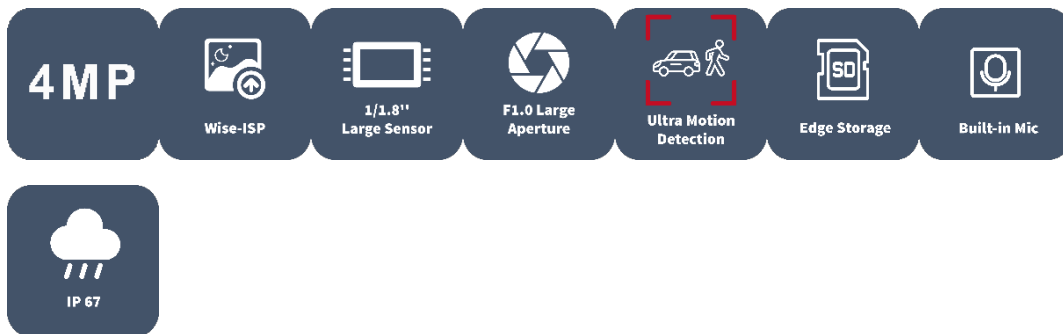 4MP
Wise-ISP
1/1.8''
Large Sensor
F1.0 Large
Aperture
Ultra Motion
Detection
SD
Edge Storage
Built-in Mic
IP 67